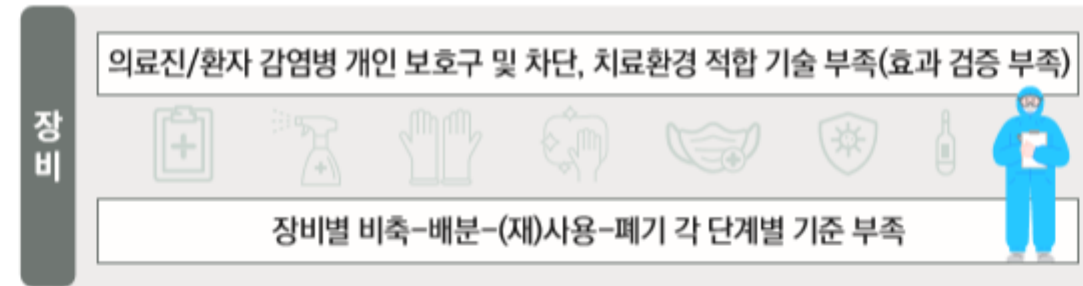 장비
의료진/환자 감염병 개인 보호구 및 차단, 치료환경 적합 기술 부족(효과 검증 부족)
장비별 비축-배분-(재)사용-폐기 각 단계별 기준 부족